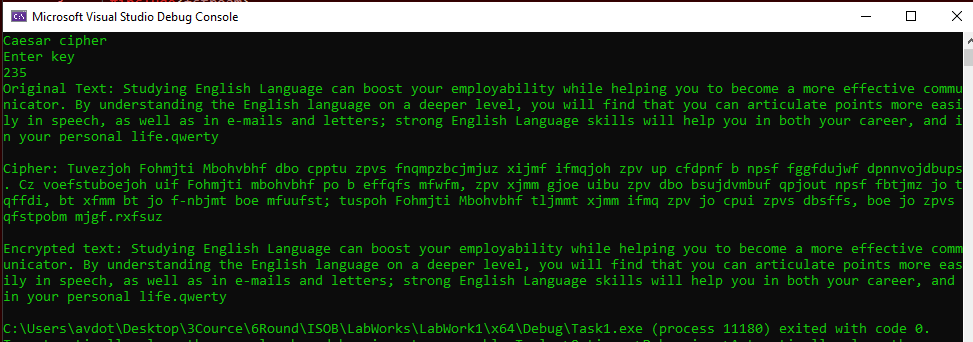 Microsoft Visual Studio Debug Console
Caesar cipher
Enter key
235
Original Text: Studying English Language can boost your employability while helping you to become a more effective commu
nicator. By understanding the English language on a deeper level, you will find that you can articulate points more easi
ly in speech, as well as in e-mails and letters; strong English Language skills will help you in both your career, and i
n your personal life.qwerty
Cipher: Tuvezjoh Fohmjti Mbohvbhf dbo cpptu zpvs fnqmpzbcjmjuz xijmf ifmqjoh zpv up cfdpnf b npsf fggfdujwf dpnnvojdbups
. Cz voefstuboejoh uif Fohmjti mbohvbhf po b effqfs mfwfm, zpv xjmm gjoe uibu zpv dbo bsujdvmbuf qpjout npsf fbtjmz jo t
qffdi, bt xfmm bt jo f-nbjmt boe mfuufst; tuspoh Fohmjti Mbohvbhf tljmmt xjmm ifmq zpv jo cpui zpvs dbsffs, boe jo zpvs
qfstpobm mjgf.rxfsuz
Encrypted text: Studying English Language can boost your employability while helping you to become a more effective comm
unicator. By understanding the English language on a deeper level, you will find that you can articulate points more eas
ily in speech, as well as in e-mails and letters; strong English Language skills will help you in both your career, and
in your personal life.qwerty
C:\Users\avdot\Desktop\3Cource\6Round\ISOB\LabWorks\LabWork1\x64\Debug\Task1.exe (process 11180) exited with code 0.